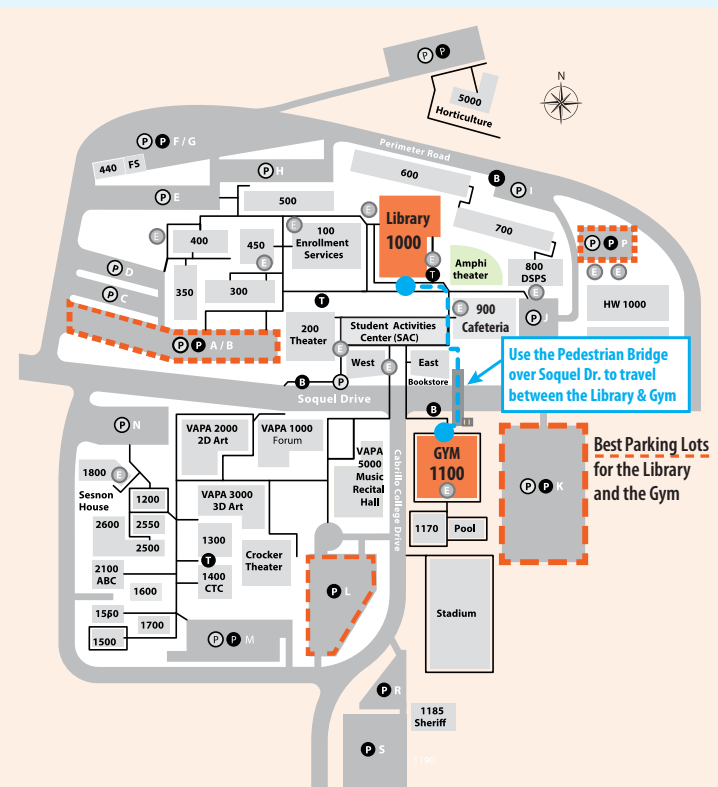 P P
N
5000
Horticulture
P P F / G
Perimeter Road
440 FS
P H
600
B
P I
P E
500
E
Library
1000
700
P P P
E
400
450
E
100
Enrollment
Services
E
E
T
Amphi
theater
800
DSPS
E
E E
P D
P C
350
300
T
E
900
Cafeteria
P J
HW 1000
P P A / B
200
Theater
Student Activities
Center (SAC)
E
West
E
East
Bookstore
Use the Pedestrian Bridge
over Soquel Dr. to travel
between the Library & Gym
B P
Soquel Drive
B
P N
VAPA 2000
2D Art
VAPA 1000
Forum
VAPA
5000
Music
Recital
Hall
Cabrillo College Drive
GYM
1100
E
Best Parking Lots
for the Library
and the Gym
P P K
1800 E
Sesnon
House
1200
VAPA 3000
3D Art
2600
2550
2500
1300
T
1170
Pool
Crocker
Theater
2100
ABC
1400
CTC
1600
P L
1550
1700
1500
P P M
Stadium
P R
1185
Sheriff
P S
1190